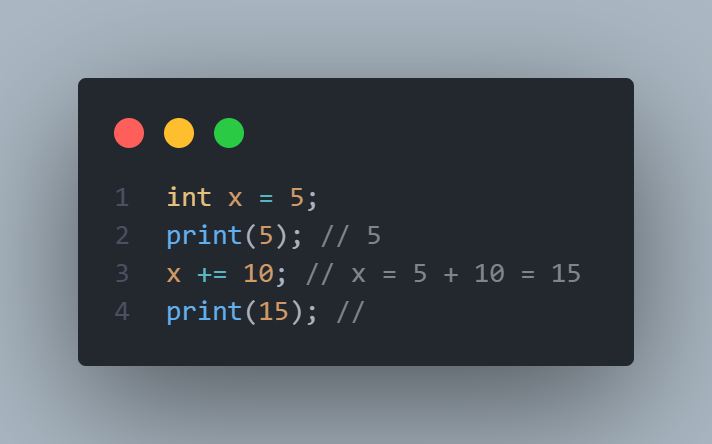 1 int x = 5;
2 print(5); // 5
3 x += 10; // x = 5 + 10 = 15
4 print(15); //